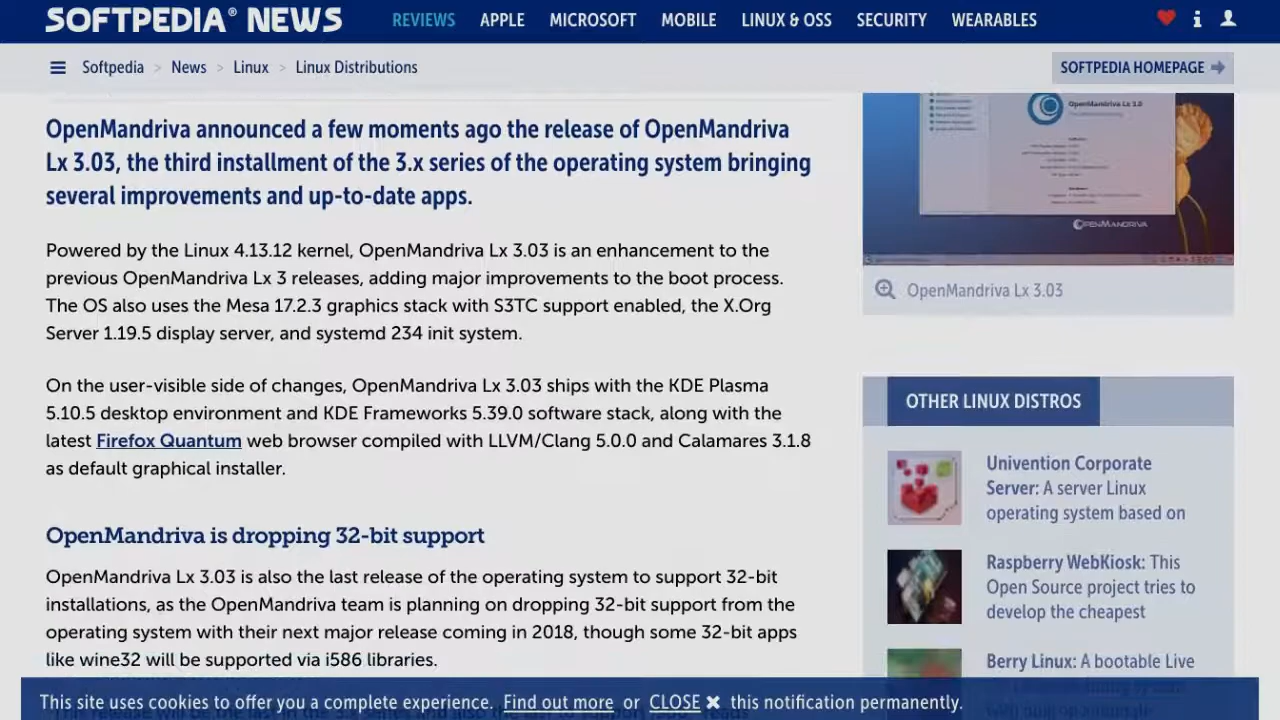 SOFTPEDIA® NEWS
REVIEWS APPLE MICROSOFT MOBILE LINUX & OSS SECURITY WEARABLES
Softpedia > News > Linux > Linux Distributions
SOFTPEDIA HOMEPAGE
OpenMandriva announced a few moments ago the release of OpenMandriva
Lx 3.03, the third installment of the 3.x series of the operating system bringing
several improvements and up-to-date apps.
Powered by the Linux 4.13.12 kernel, OpenMandriva Lx 3.03 is an enhancement to the
previous OpenMandriva Lx 3 releases, adding major improvements to the boot process.
The OS also uses the Mesa 17.2.3 graphics stack with S3TC support enabled, the X.Org
Server 1.19.5 display server, and systemd 234 init system.
On the user-visible side of changes, OpenMandriva Lx 3.03 ships with the KDE Plasma
5.10.5 desktop environment and KDE Frameworks 5.39.0 software stack, along with the
latest Firefox Quantum web browser compiled with LLVM/Clang 5.0.0 and Calamares 3.1.8
as default graphical installer.
OpenMandriva is dropping 32-bit support
OpenMandriva Lx 3.03 is also the last release of the operating system to support 32-bit
installations, as the OpenMandriva team is planning on dropping 32-bit support from the
operating system with their next major release coming in 2018, though some 32-bit apps
like wine32 will be supported via i586 libraries.
OpenMandriva Lx 3.0
OPENMANDRIVA
OpenMandriva Lx 3.03
OTHER LINUX DISTROS
Univention Corporate
Server: A server Linux
operating system based on
Raspberry WebKiosk: This
Open Source project tries to
develop the cheapest
Berry Linux: A bootable Live
This site uses cookies to offer you a complete experience. Find out more or CLOSE ✖ this notification permanently.